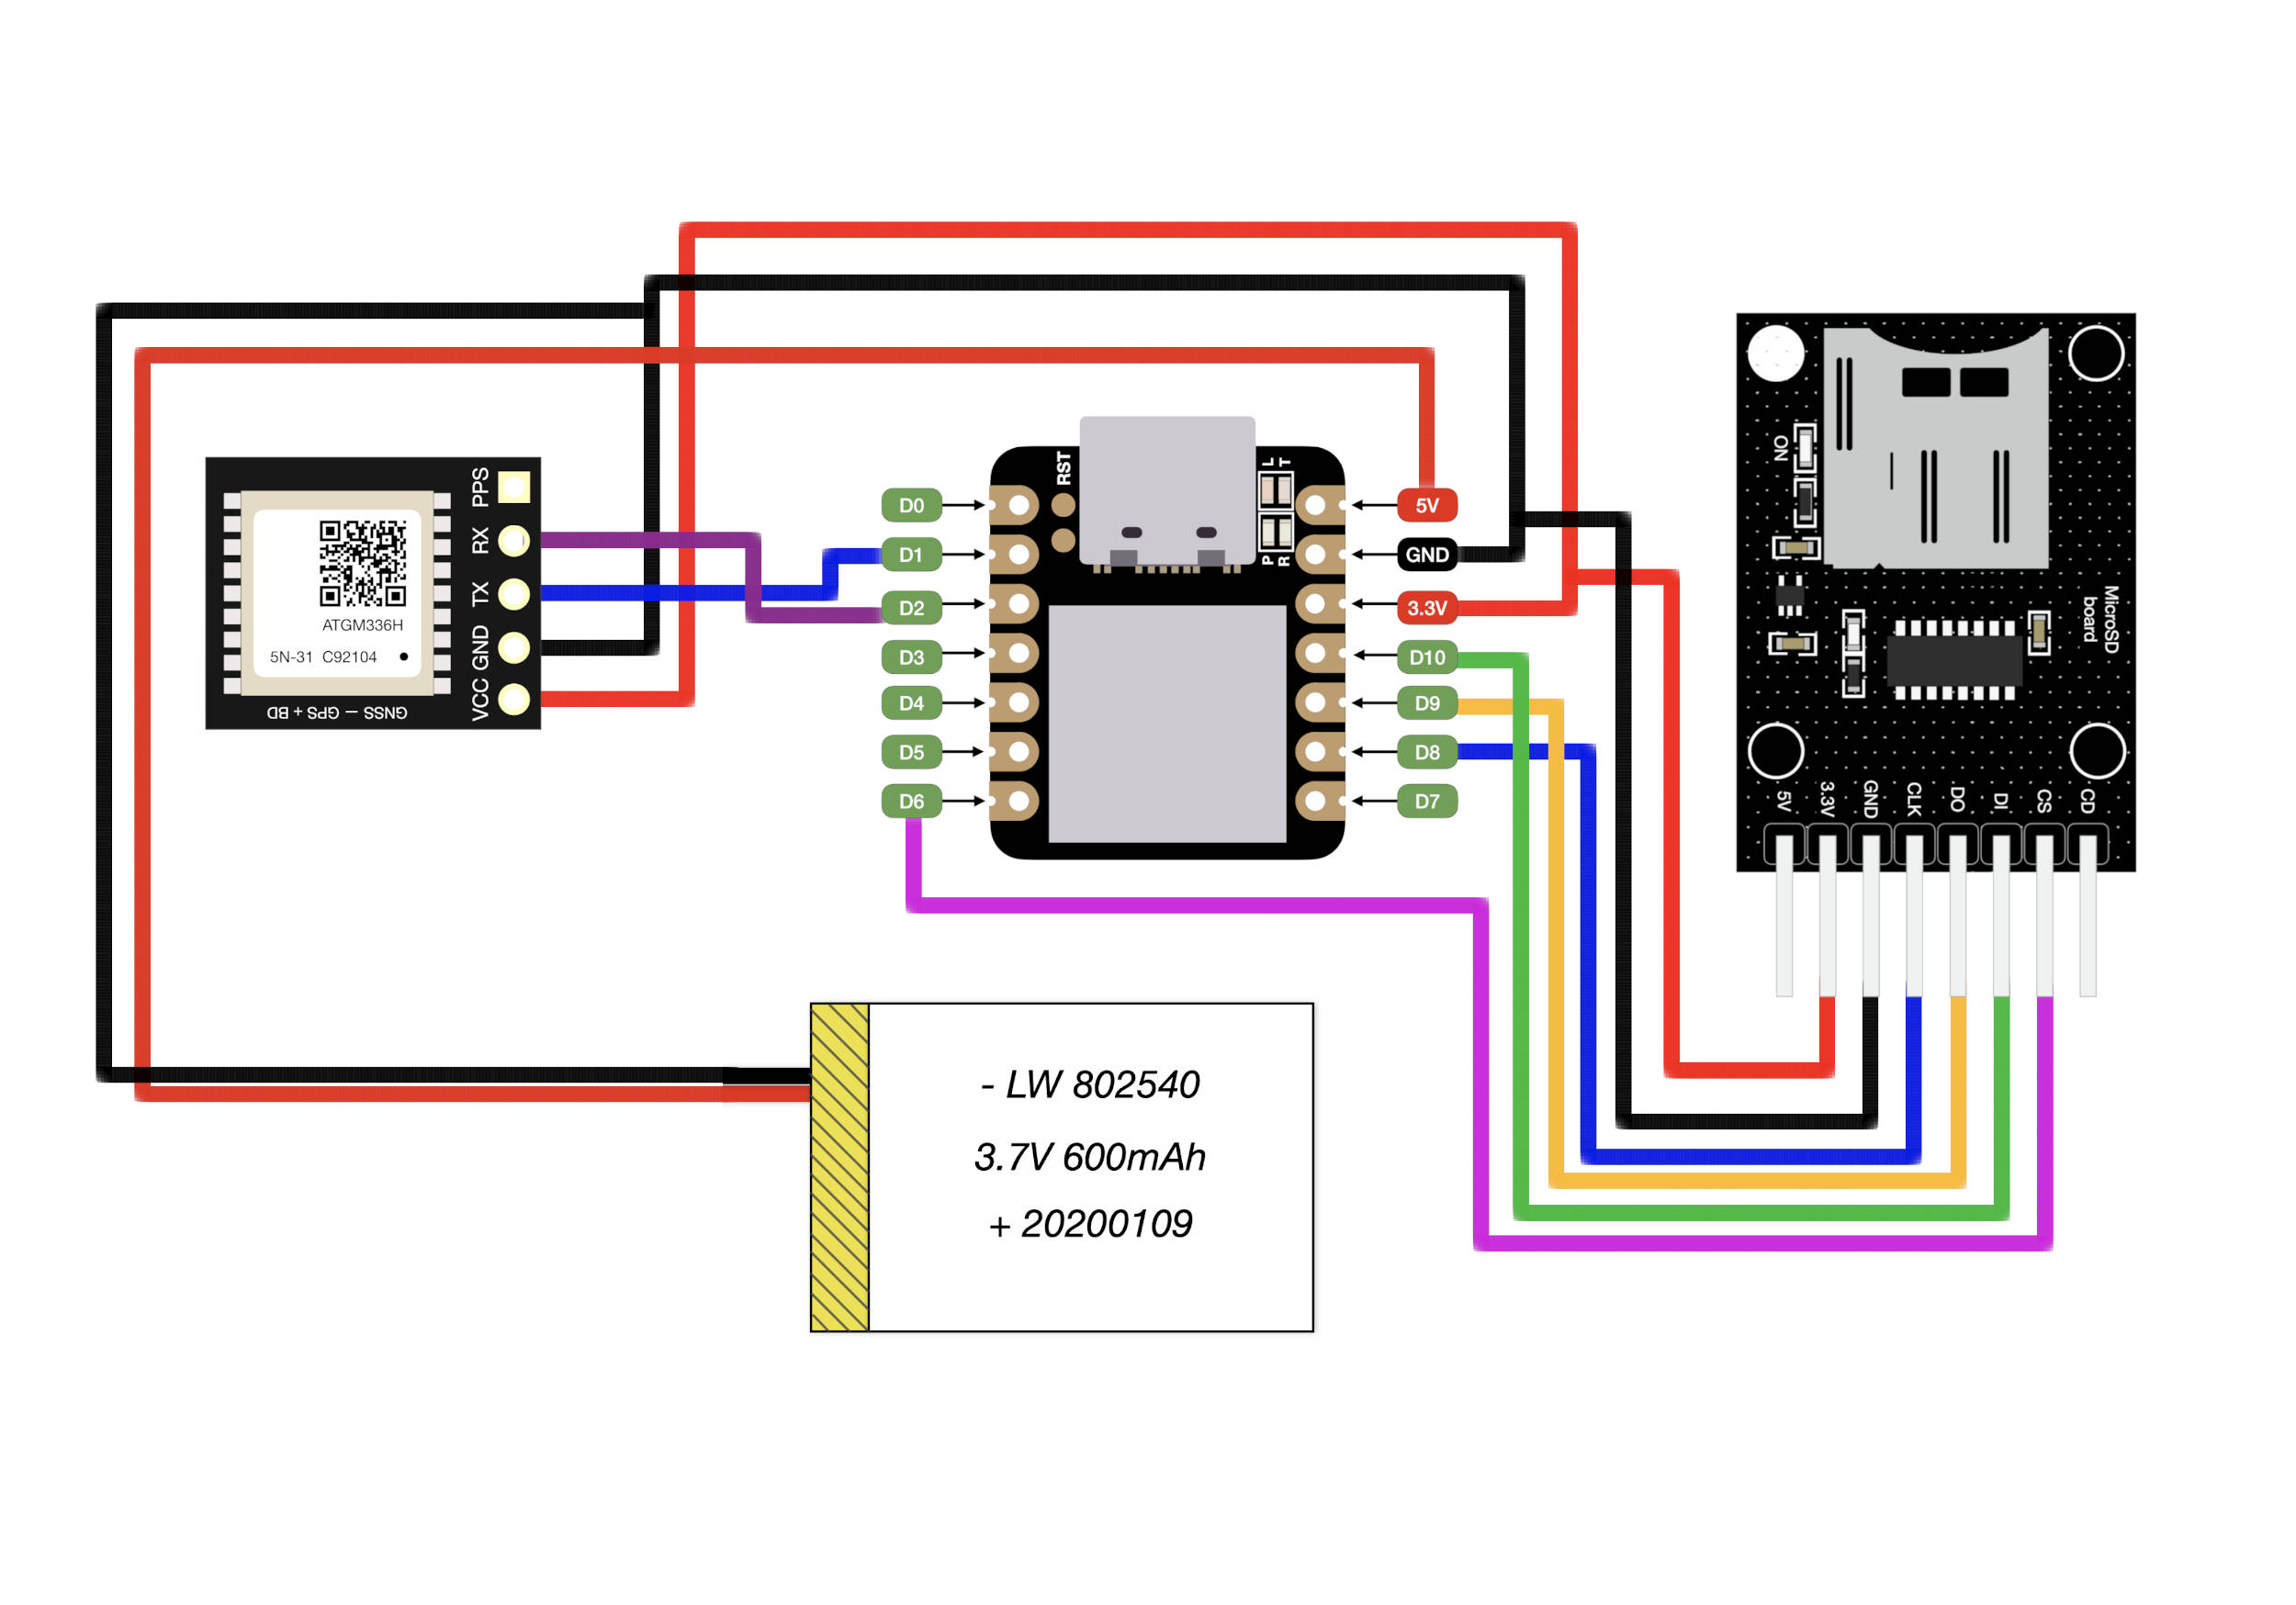 PPS
RX
TX
GND
VCC
ATGM336H
5N-31 C92104
GNSS — GPS + BD
RST
L
T
P
R
D0
D1
D2
D3
D4
D5
D6
5V
GND
3.3V
D10
D9
D8
D7
ON
MicroSD
board
5V
3.3V
GND
CLK
DO
DI
CS
CD
- LW 802540
3.7V 600mAh
+ 20200109